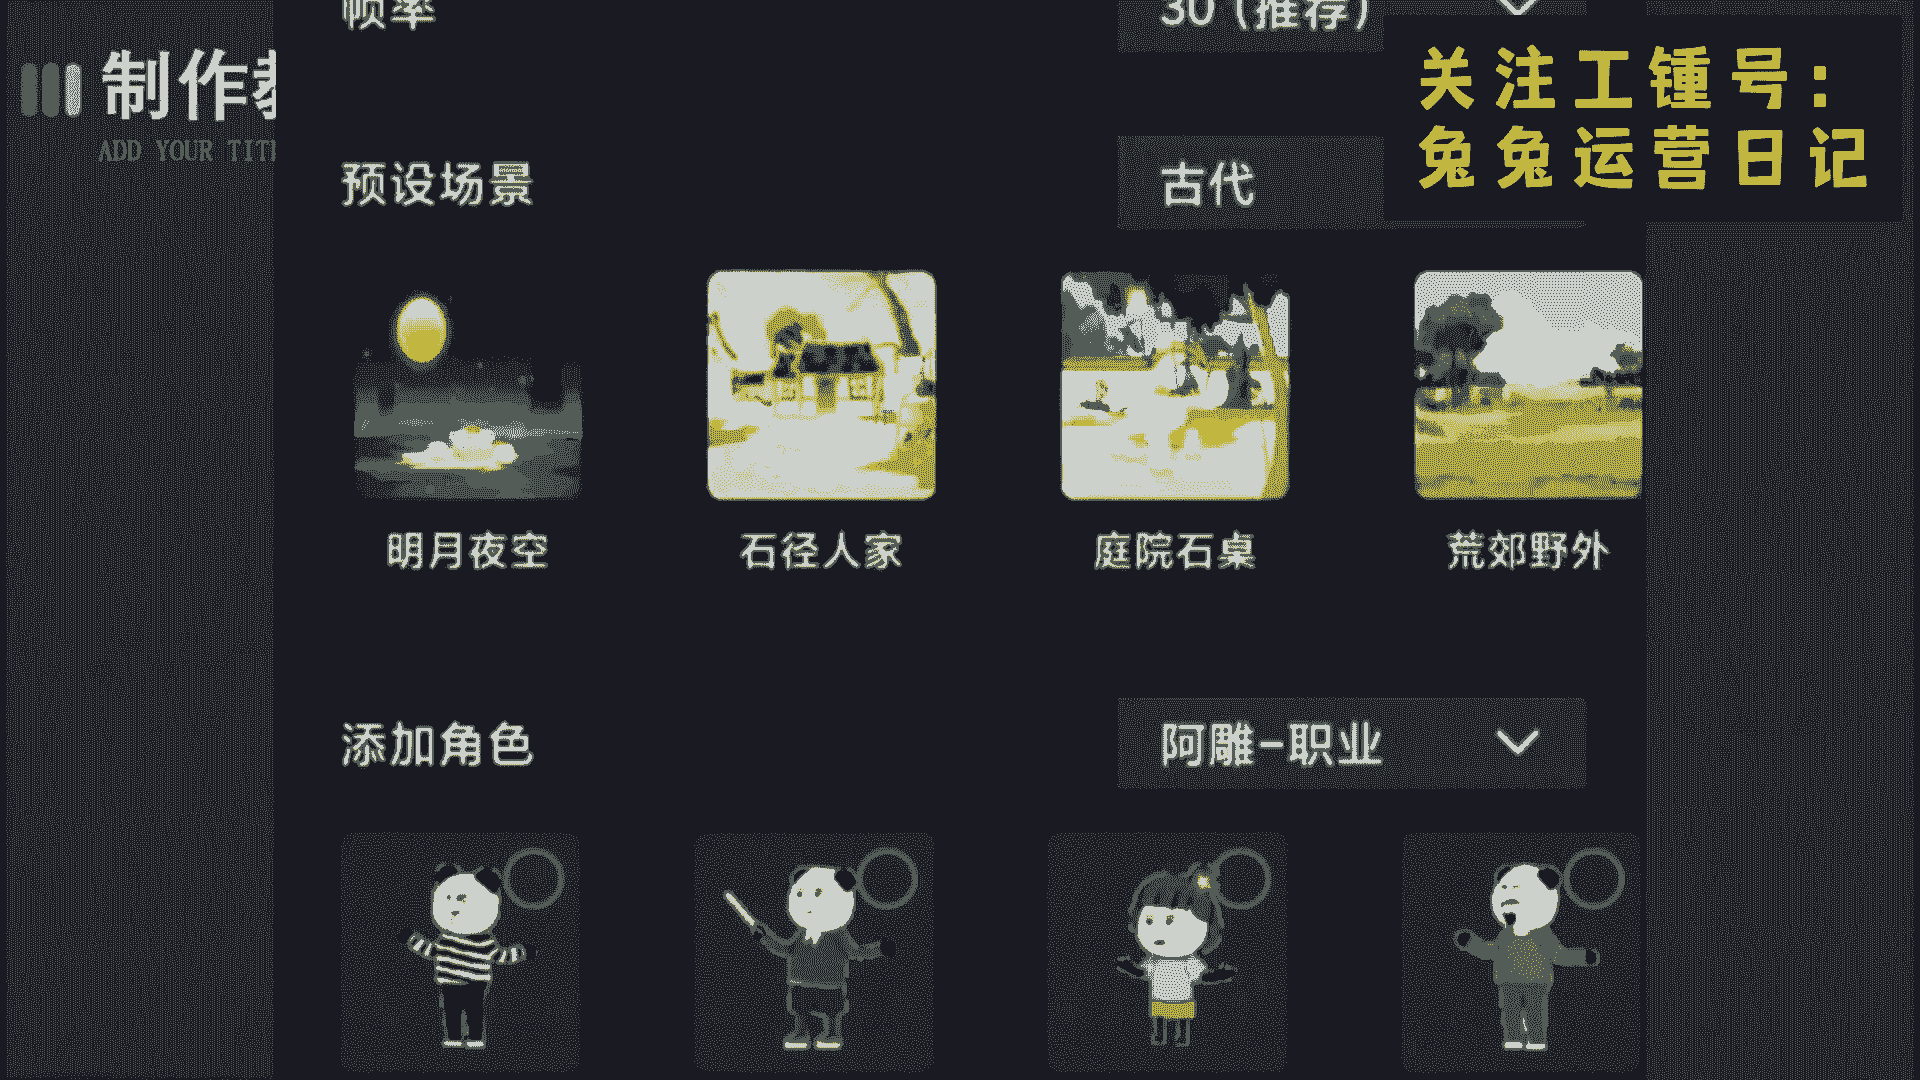 帧率
30（推荐）
关注工锺号：
兔兔运营日记
制作教
ADD YOUR TIT
预设场景
古代
明月夜空
石径人家
庭院石桌
荒郊野外
添加角色
阿雕-职业